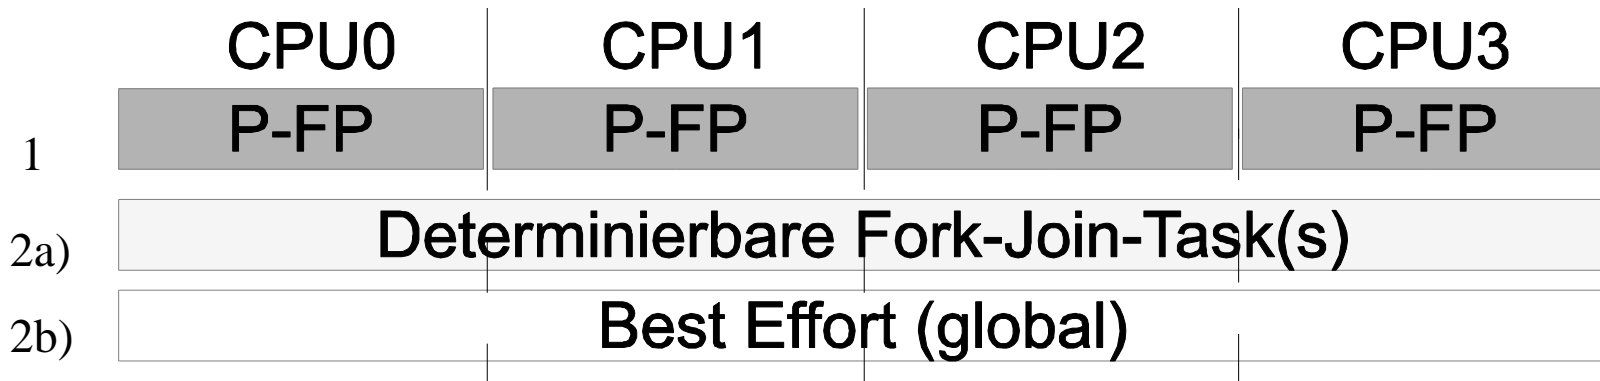 CPU0 CPU1 CPU2 CPU3
1 P-FP P-FP P-FP P-FP
2a) Determinierbare Fork-Join-Task(s)
2b) Best Effort (global)